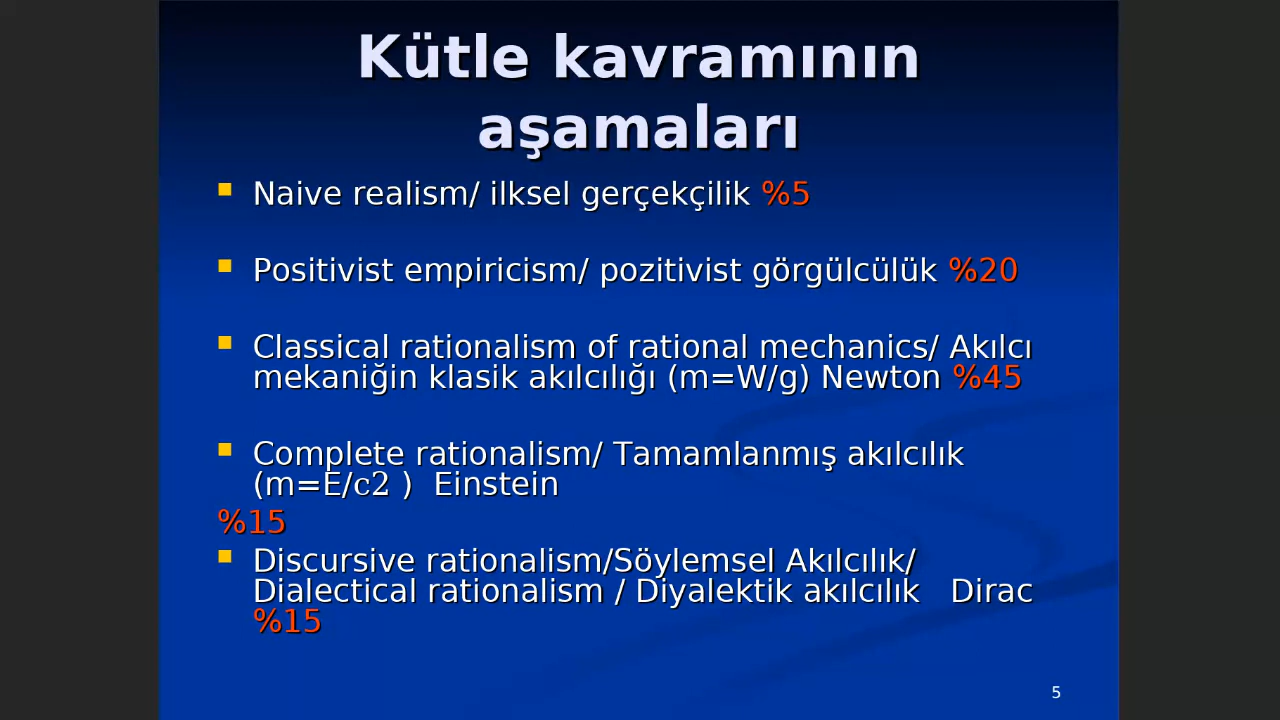 Kütle kavramının
aşamaları
Naive realism/ ilksel gerçekçilik %5
Positivist empiricism/ pozitivist görgülcülük %20
Classical rationalism of rational mechanics/ Akılcı
mekaniğin klasik akılcılığı (m=W/g) Newton %45
Complete rationalism/ Tamamlanmış akılcılık
(m=E/c2 )  Einstein
%15
Discursive rationalism/Söylemsel Akılcılık/
Dialectical rationalism / Diyalektik akılcılık   Dirac
%15
5